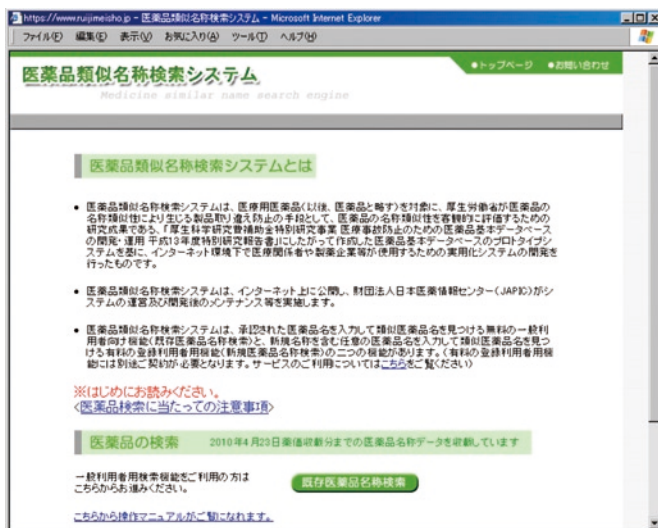 https://www.ruijimeisho.jp - 医薬品類似名称検索システム - Microsoft Internet Explorer
ファイル(F) 編集(E) 表示(V) お気に入り(A) ツール(T) ヘルプ(H)
●トップページ ●お問い合わせ
医薬品類似名称検索システム
Medicine similar name search engine
医薬品類似名称検索システムとは
• 医薬品類似名称検索システムは、医療用医薬品(以後、医薬品と略す)を対象に、厚生労働省が医薬品の
名称類似性により生じる製品取り違え防止の手段として、医薬品の名称類似性を客観的に評価するための
研究成果である、「厚生科学研究費補助金特別研究事業 医療事故防止のための医薬品基本データベース
の開発・運用 平成13年度特別研究報告書」にしたがって作成した医薬品基本データベースのプロトタイプシ
ステムを基に、インターネット環境下で医療関係者や製薬企業等が使用するための実用化システムの開発を
行ったものです。
• 医薬品類似名称検索システムは、インターネット上に公開し、財団法人日本医薬情報センター(JAPIC)がシ
ステムの運営及び開発後のメンテナンス等を実施します。
• 医薬品類似名称検索システムは、承認された医薬品名を入力して類似医薬品名を見つける無料の一般利
用者向け機能(既存医薬品名称検索)と、新規名称を含む任意の医薬品名を入力して類似医薬品名を見つ
ける有料の登録利用者用機能(新規医薬品名称検索)の二つの機能があります。(有料の登録利用者用機
能には別途ご契約が必要となります。サービスのご利用についてはこちらをご覧ください)
※はじめにお読みください。
<医薬品検索に当たっての注意事項>
医薬品の検索 2010年4月23日薬価収載分までの医薬品名称データを収載しています
一般利用者用検索機能をご利用の方は
こちらからお進みください。
既存医薬品名称検索
こちらから操作マニュアルがご覧になれます。